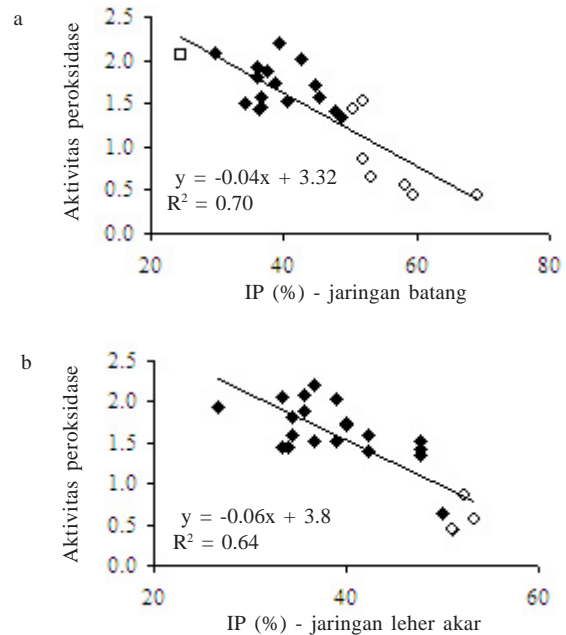 a
Aktivitas peroksidase
2.5
2.0
1.5
1.0
0.5
0.0
y = -0.04x + 3.32
R² = 0.70
20 40 60 80
IP (%) - jaringan batang
b
Aktivitas peroksidase
2.5
2.0
1.5
1.0
0.5
0.0
y = -0.06x + 3.8
R² = 0.64
20 40 60
IP (%) - jaringan leher akar